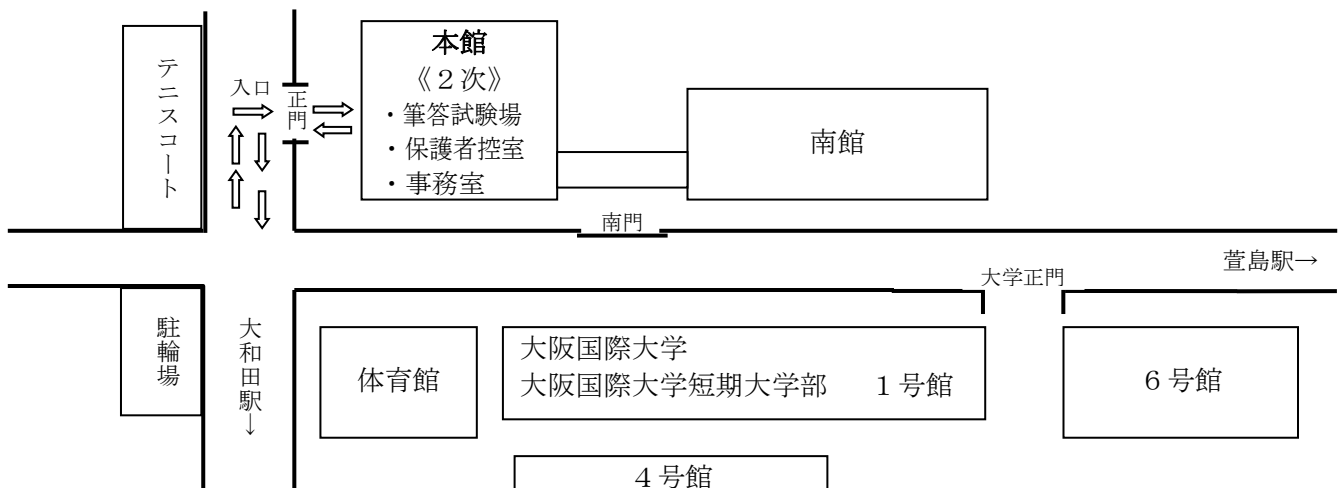 本館
《２次》
・筆答試験場
・保護者控室
・事務室
テニスコート
入口
正門
南館
南門
萱島駅→
大学正門
駐輪場
大和田駅→
体育館
大阪国際大学
大阪国際大学短期大学部　１号館
６号館
４号館